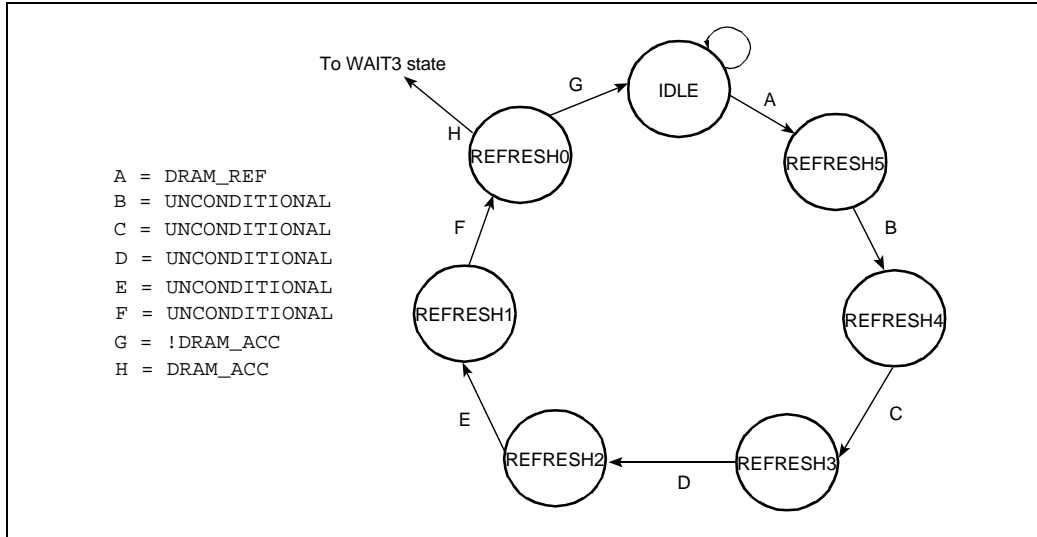 To WAIT3 state
G
IDLE
A
H
REFRESH0
REFRESH5
A = DRAM_REF
B = UNCONDITIONAL
C = UNCONDITIONAL
D = UNCONDITIONAL
E = UNCONDITIONAL
F = UNCONDITIONAL
G = !DRAM_ACC
H = DRAM_ACC
F
B
REFRESH1
REFRESH4
E
C
REFRESH2
D
REFRESH3